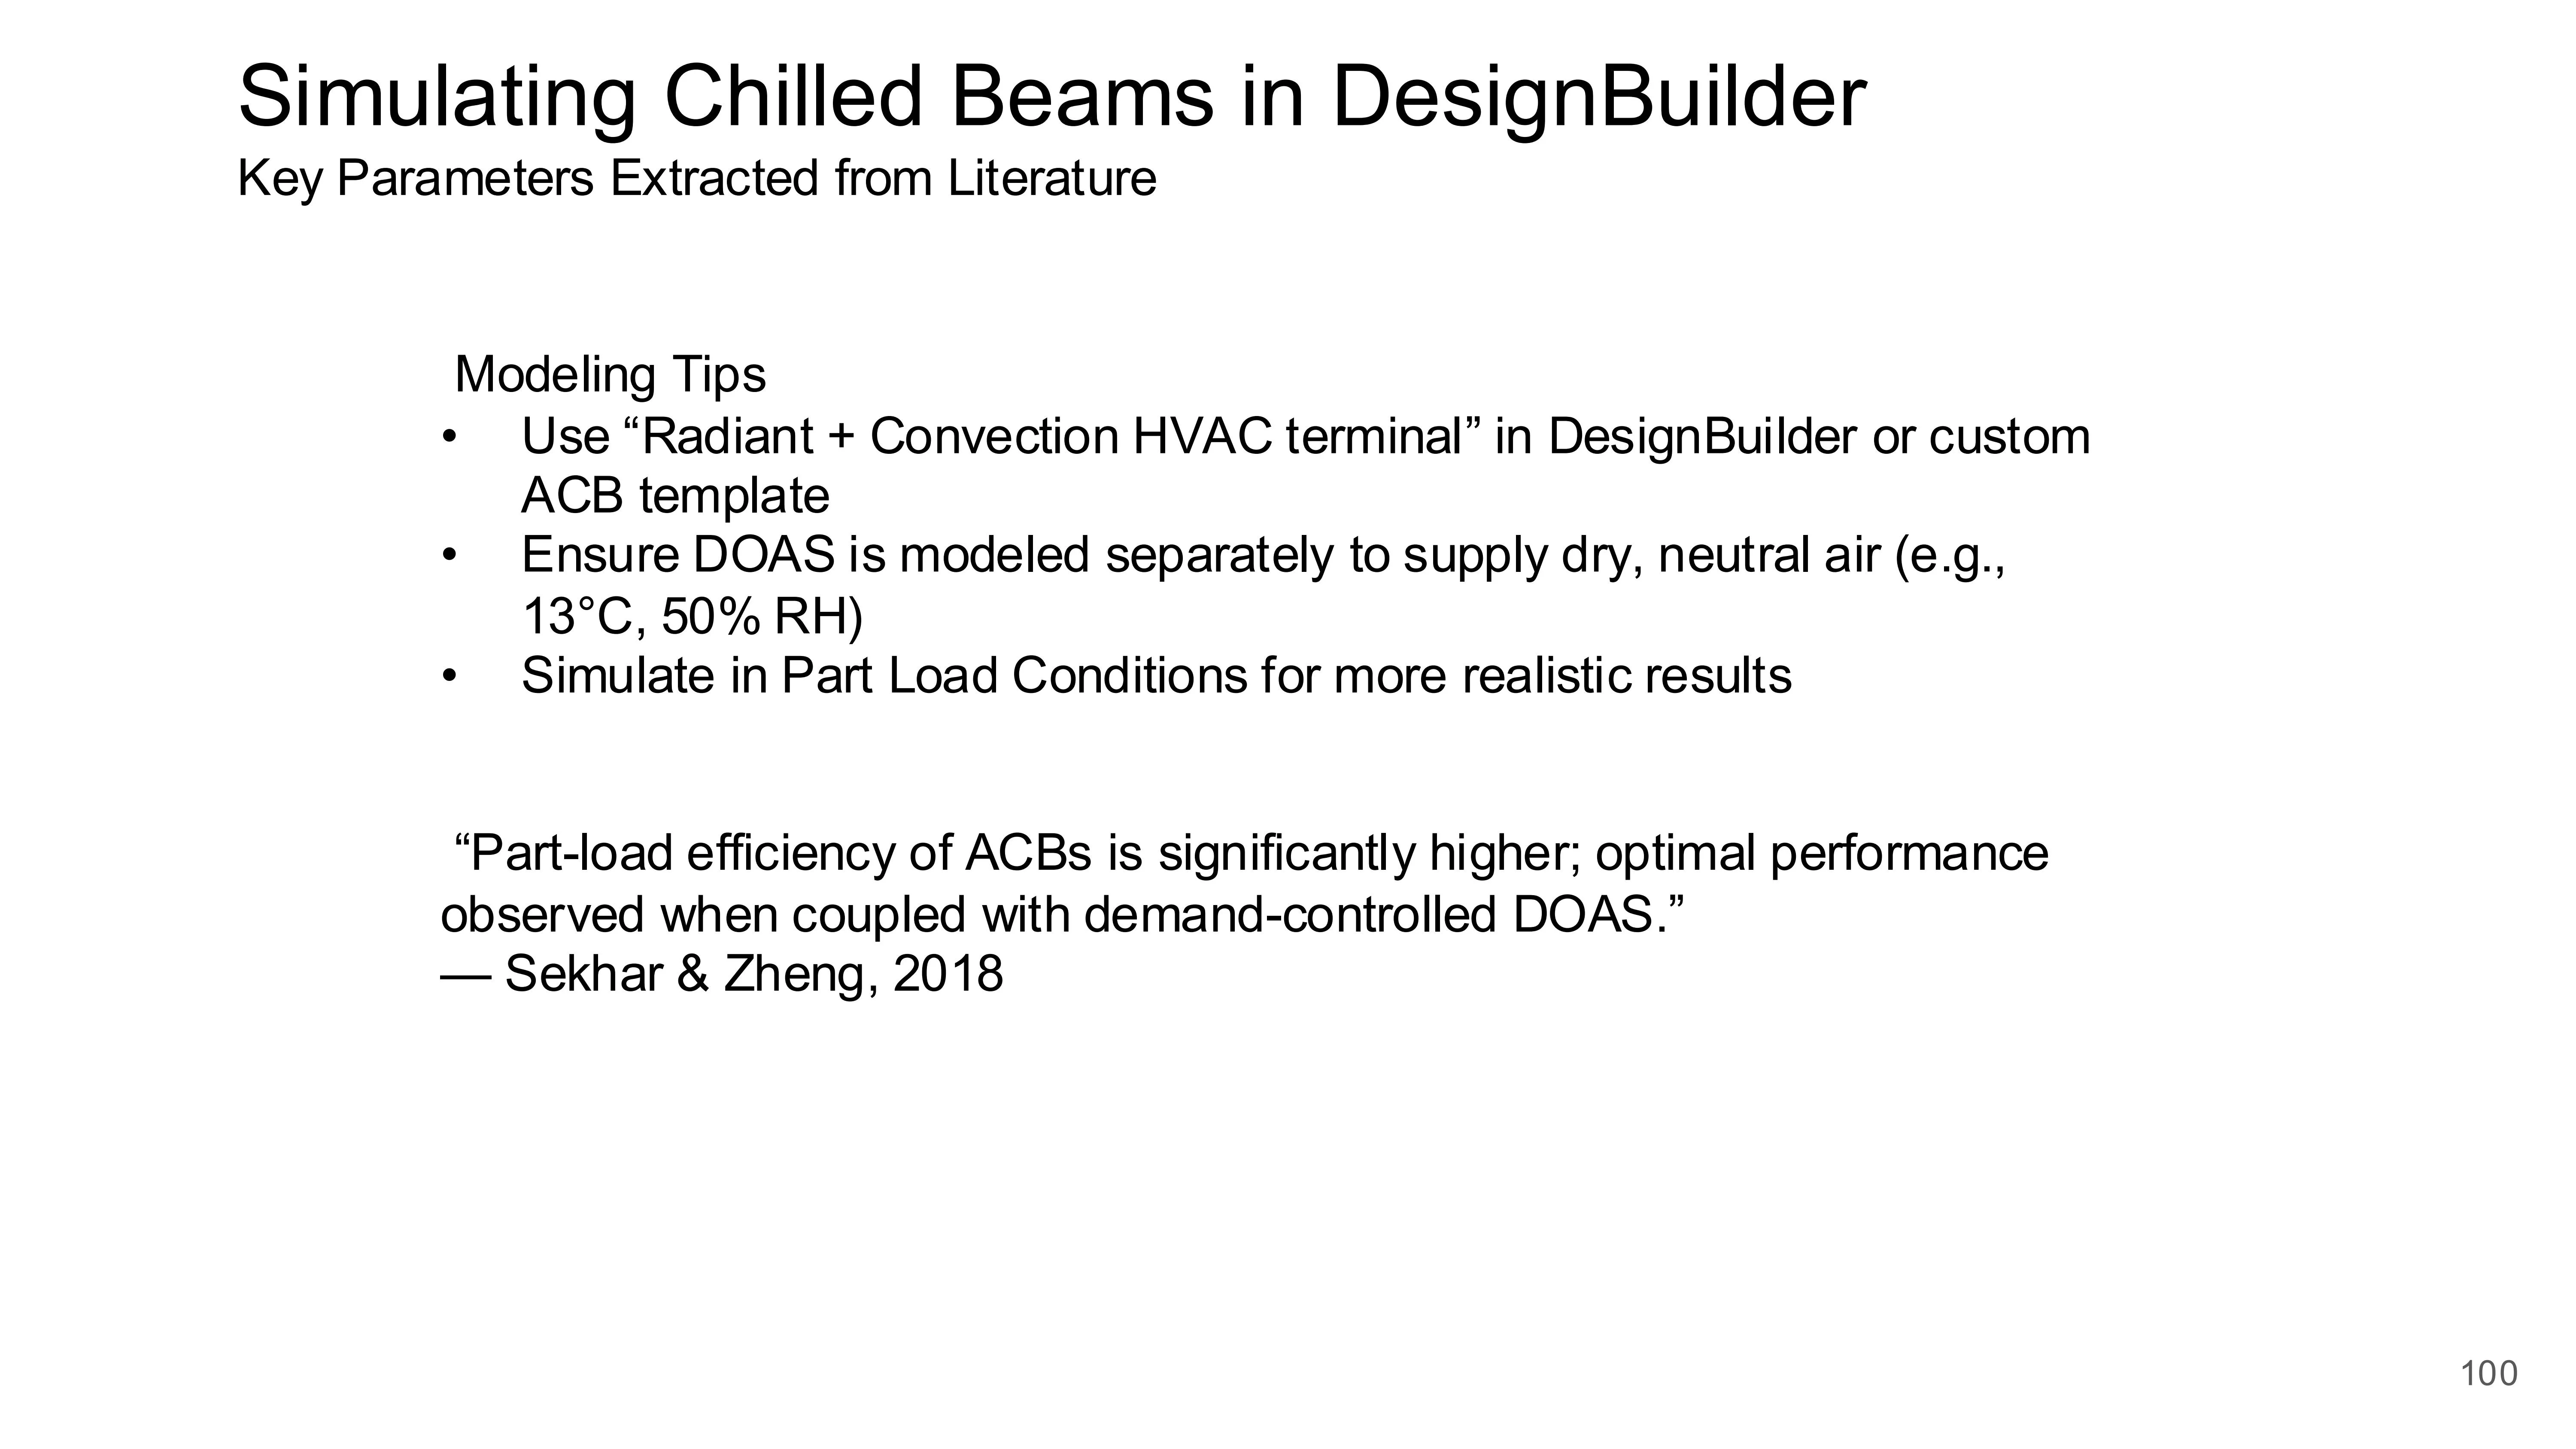 Simulating Chilled Beams in DesignBuilder
Key Parameters Extracted from Literature
Modeling Tips
• Use “Radiant + Convection HVAC terminal” in DesignBuilder or custom
ACB template
• Ensure DOAS is modeled separately to supply dry, neutral air (e.g.,
13°C, 50% RH)
• Simulate in Part Load Conditions for more realistic results
“Part-load efficiency of ACBs is significantly higher; optimal performance
observed when coupled with demand-controlled DOAS.”
— Sekhar & Zheng, 2018
100